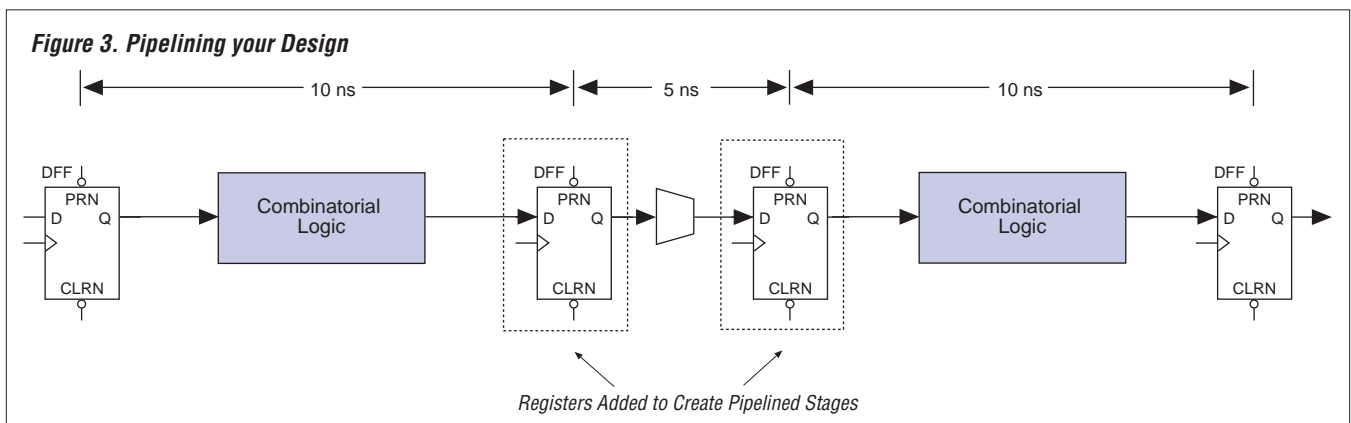 Figure 3. Pipelining your Design
10 ns
5 ns
10 ns
DFF
PRN
D Q
CLRN
Combinatorial
Logic
DFF
PRN
D Q
CLRN
DFF
PRN
D Q
CLRN
Combinatorial
Logic
DFF
PRN
D Q
CLRN
Registers Added to Create Pipelined Stages